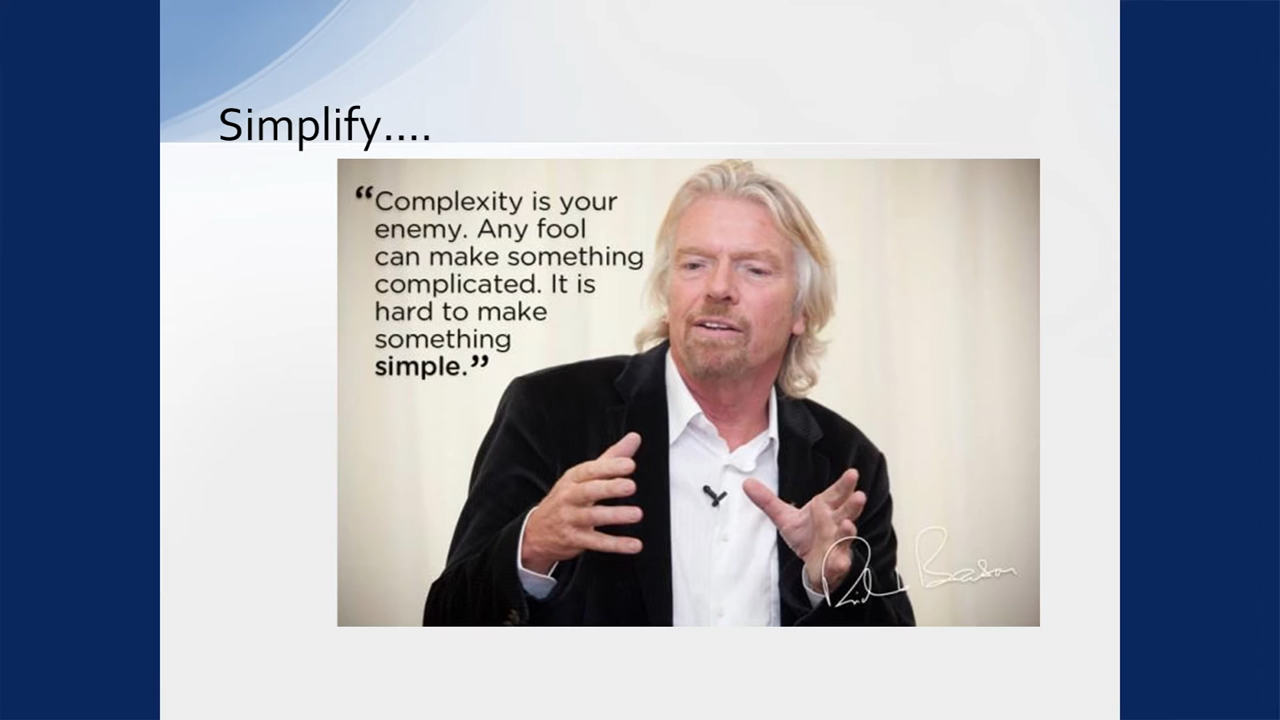 Simplify....
“Complexity is your
enemy. Any fool
can make something
complicated. It is
hard to make
something
simple.”